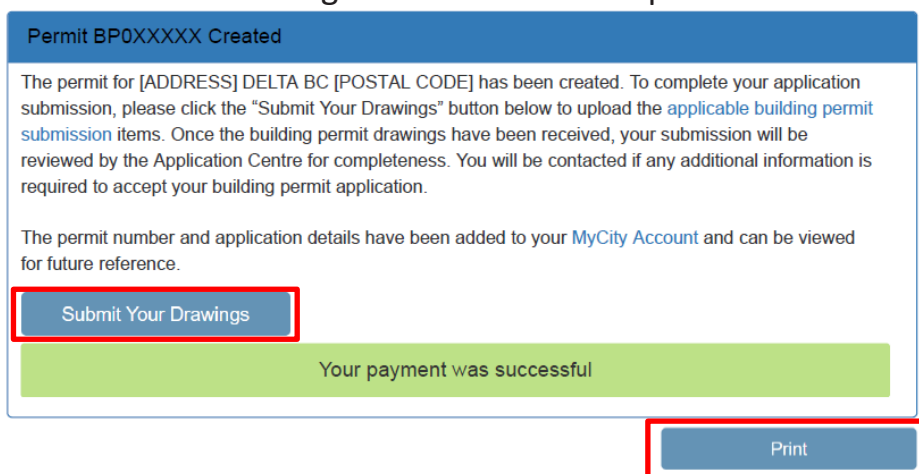 Permit BP0XXXXX Created
The permit for [ADDRESS] DELTA BC [POSTAL CODE] has been created. To complete your application
submission, please click the “Submit Your Drawings” button below to upload the applicable building permit
submission items. Once the building permit drawings have been received, your submission will be
reviewed by the Application Centre for completeness. You will be contacted if any additional information is
required to accept your building permit application.
The permit number and application details have been added to your MyCity Account and can be viewed
for future reference.
Submit Your Drawings
Your payment was successful
Print